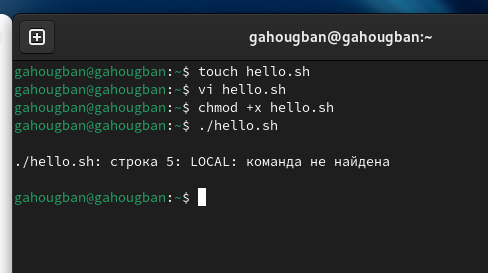 gahougban@gahougban:~
gahougban@gahougban:~$ touch hello.sh
gahougban@gahougban:~$ vi hello.sh
gahougban@gahougban:~$ chmod +x hello.sh
gahougban@gahougban:~$ ./hello.sh
./hello.sh: строка 5: LOCAL: команда не найдена
gahougban@gahougban:~$